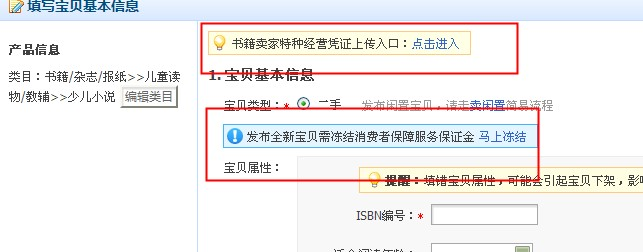 填写宝贝基本信息
产品信息
类目：书籍/杂志/报纸>>儿童读
物/教辅>>少儿小说 编辑类目
书籍卖家特种经营凭证上传入口：点击进入
1. 宝贝基本信息
宝贝类型：* 二手 发布闲置宝贝，请走卖闲置简易流程
发布全新宝贝需冻结消费者保障服务保证金 马上冻结
宝贝属性：
提醒：填错宝贝属性，可能会引起宝贝下架，影
ISBN编号：*
适合阅读年龄：